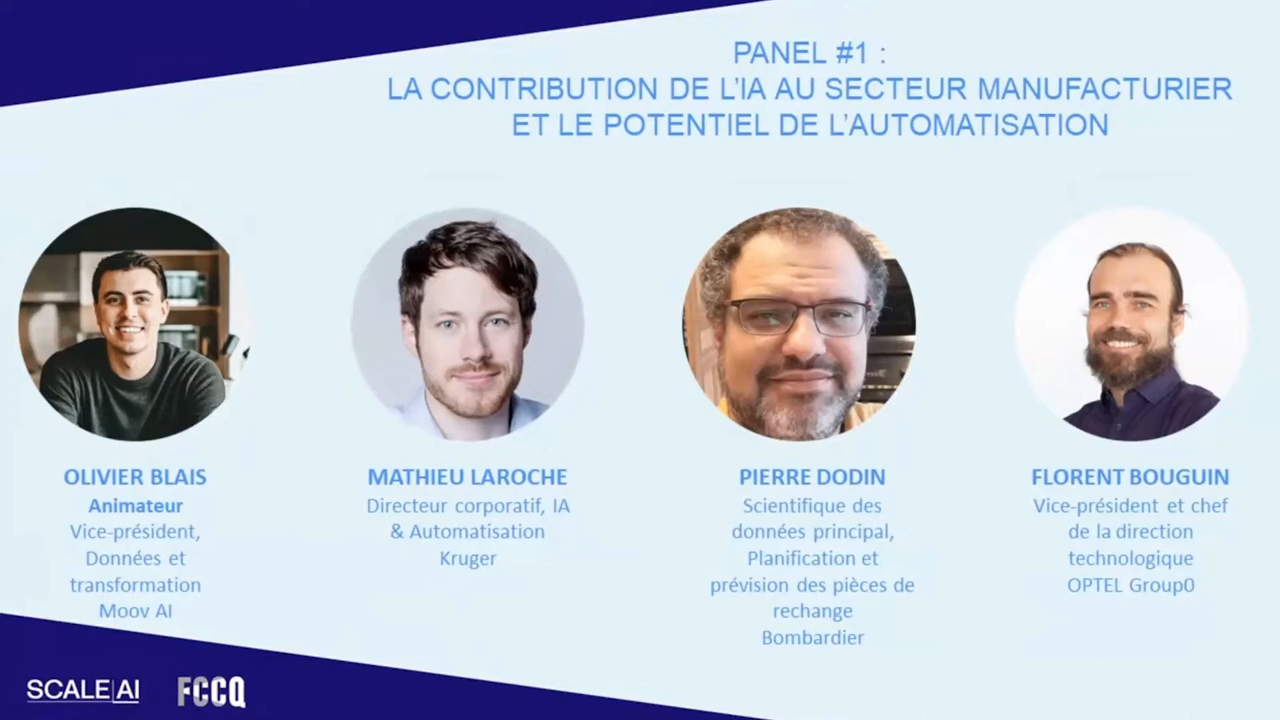 PANEL #1 :
LA CONTRIBUTION DE L'IA AU SECTEUR MANUFACTURIER
ET LE POTENTIEL DE L'AUTOMATISATION
OLIVIER BLAIS
Animateur
Vice-président,
Données et
transformation
Moov AI
MATHIEU LAROCHE
Directeur corporatif, IA
& Automatisation
Kruger
PIERRE DODIN
Scientifique des
données principal,
Planification et
prévision des pièces de
rechange
Bombardier
FLORENT BOUGUIN
Vice-président et chef
de la direction
technologique
OPTEL Group0
SCALE|AI
FCCQ